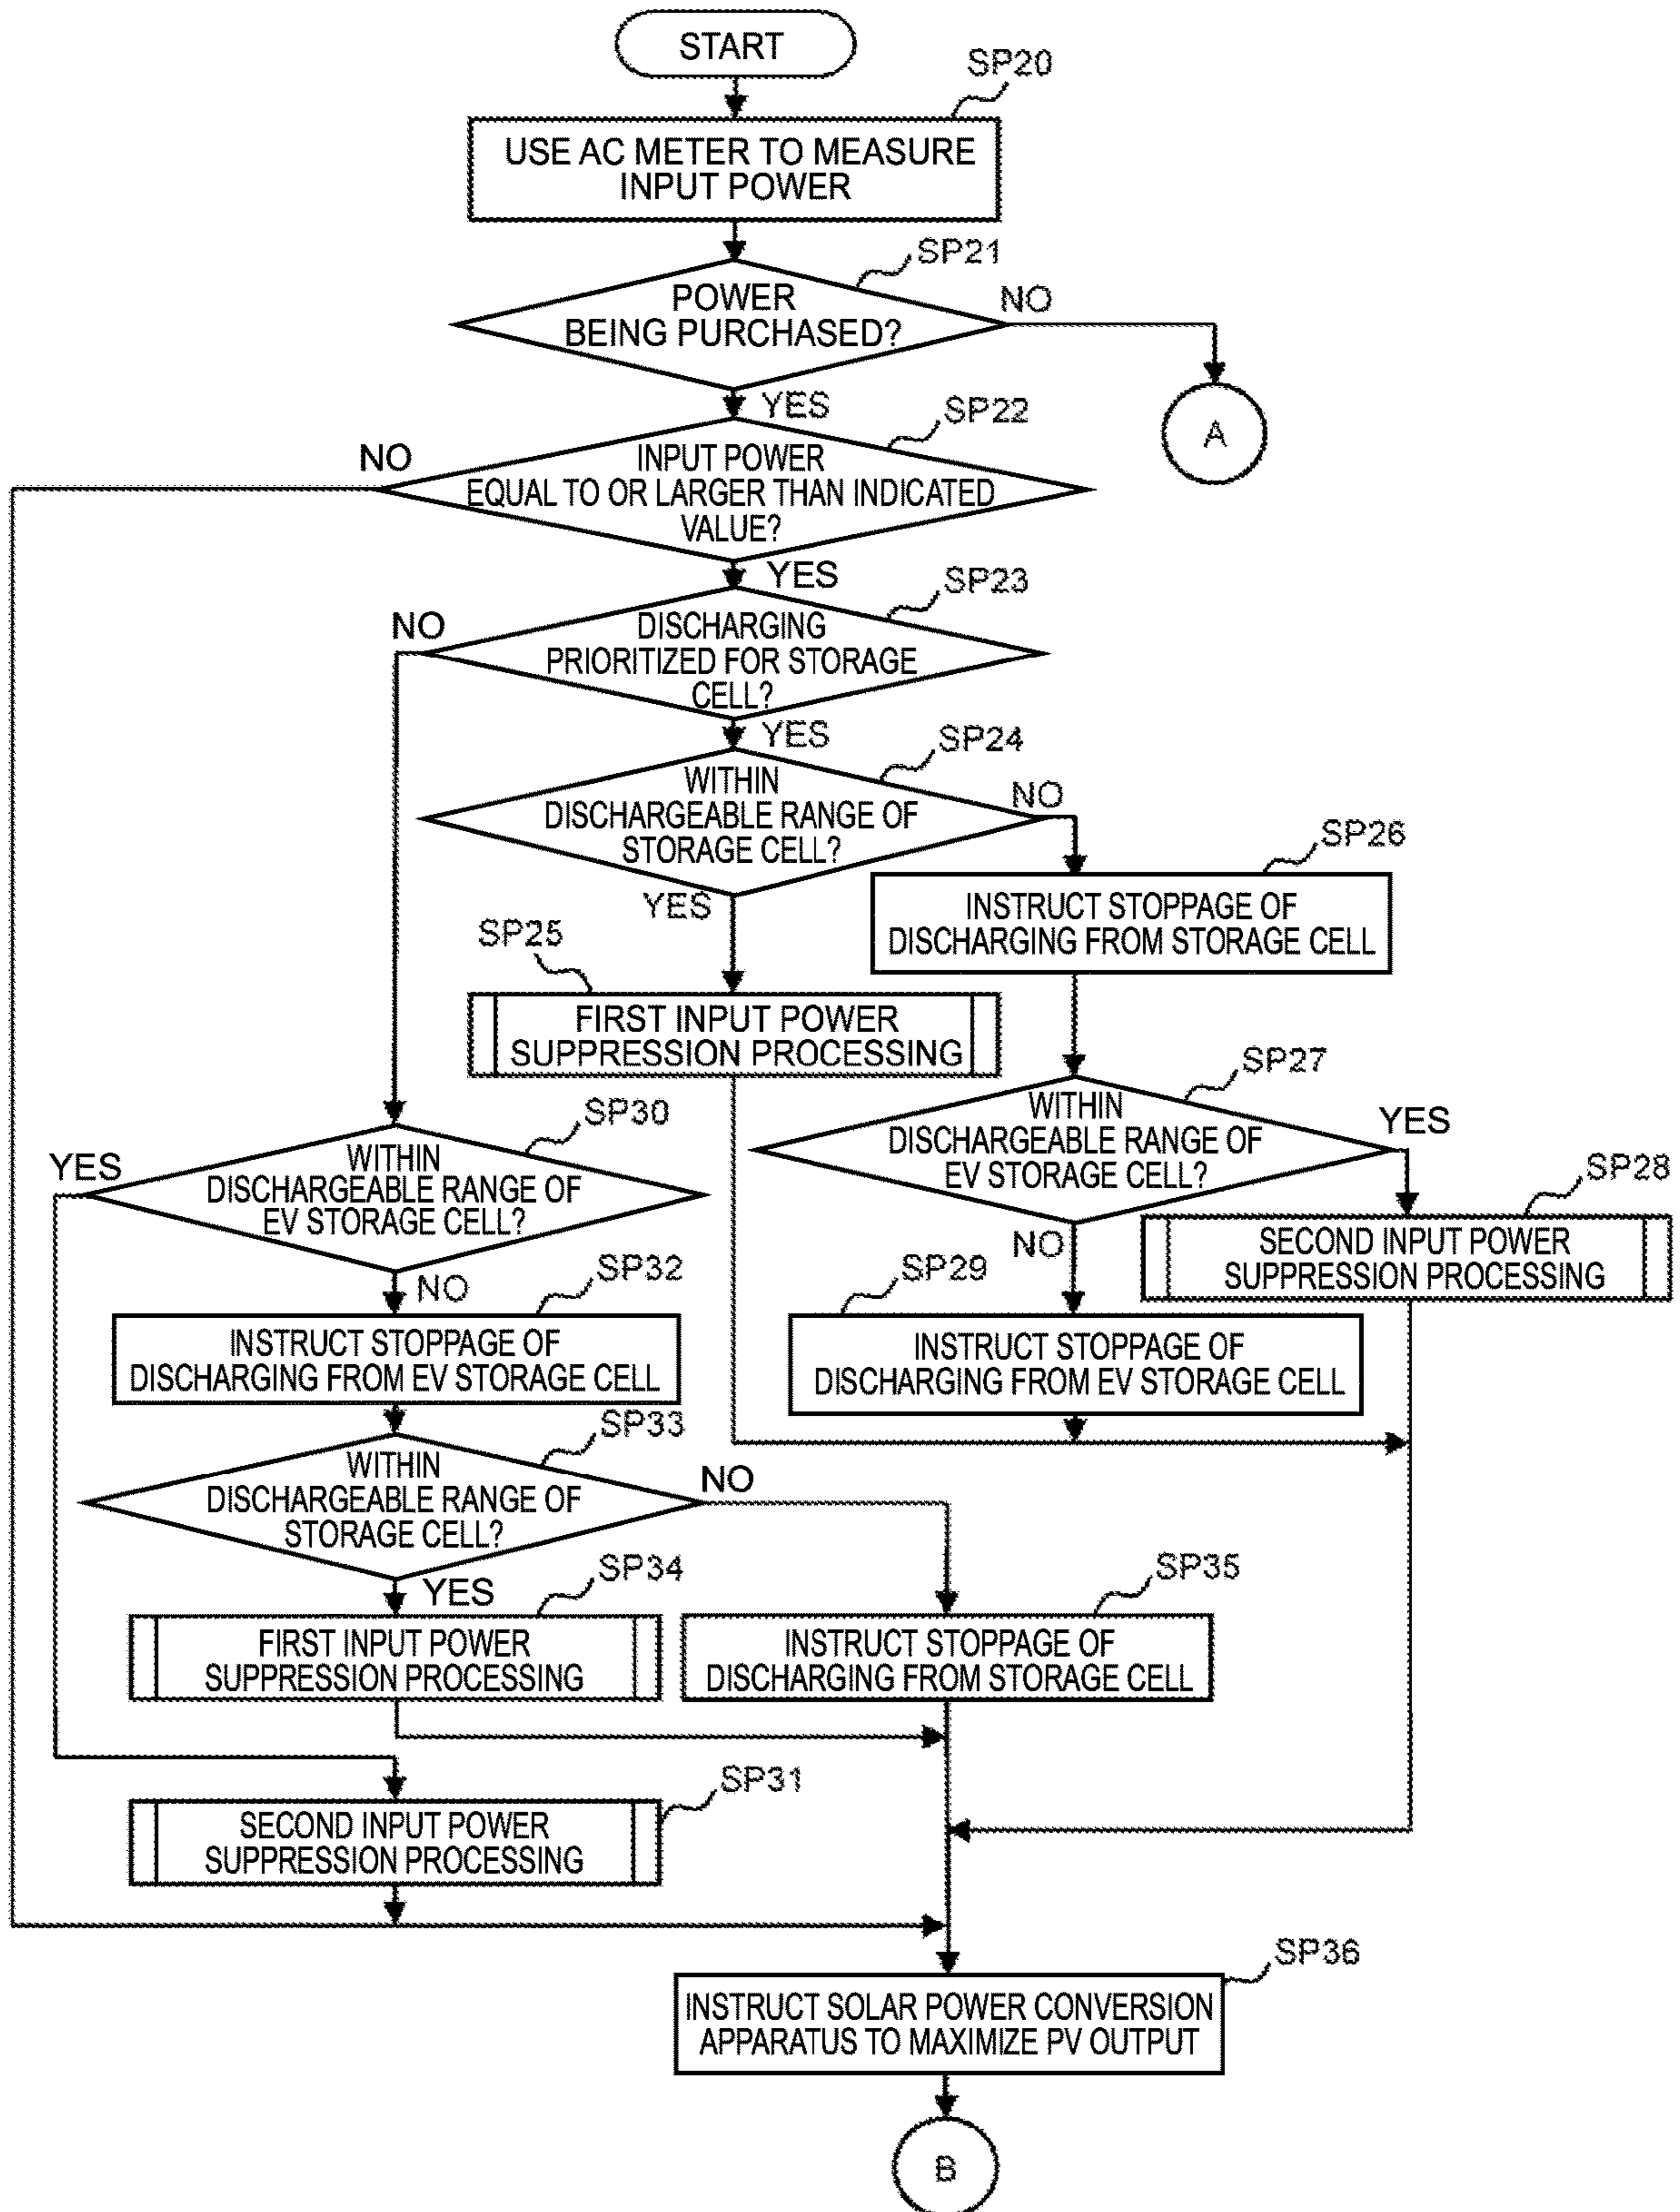 START
SP20
USE AC METER TO MEASURE
INPUT POWER
SP21
POWER
BEING PURCHASED?
NO
A
YES
SP22
NO
INPUT POWER
EQUAL TO OR LARGER THAN INDICATED
VALUE?
YES
SP23
NO
DISCHARGING
PRIORITIZED FOR STORAGE
CELL?
YES
SP24
WITHIN
DISCHARGEABLE RANGE OF
STORAGE CELL?
NO
YES
SP26
INSTRUCT STOPPAGE OF
DISCHARGING FROM STORAGE CELL
SP25
FIRST INPUT POWER
SUPPRESSION PROCESSING
SP27
WITHIN
DISCHARGEABLE RANGE OF
EV STORAGE CELL?
YES
NO
SP28
SECOND INPUT POWER
SUPPRESSION PROCESSING
SP29
INSTRUCT STOPPAGE OF
DISCHARGING FROM EV STORAGE CELL
SP30
YES
WITHIN
DISCHARGEABLE RANGE OF
EV STORAGE CELL?
NO
SP32
INSTRUCT STOPPAGE OF
DISCHARGING FROM EV STORAGE CELL
SP33
WITHIN
DISCHARGEABLE RANGE OF
STORAGE CELL?
NO
YES
SP34
FIRST INPUT POWER
SUPPRESSION PROCESSING
SP35
INSTRUCT STOPPAGE OF
DISCHARGING FROM STORAGE CELL
SP31
SECOND INPUT POWER
SUPPRESSION PROCESSING
SP36
INSTRUCT SOLAR POWER CONVERSION
APPARATUS TO MAXIMIZE PV OUTPUT
B